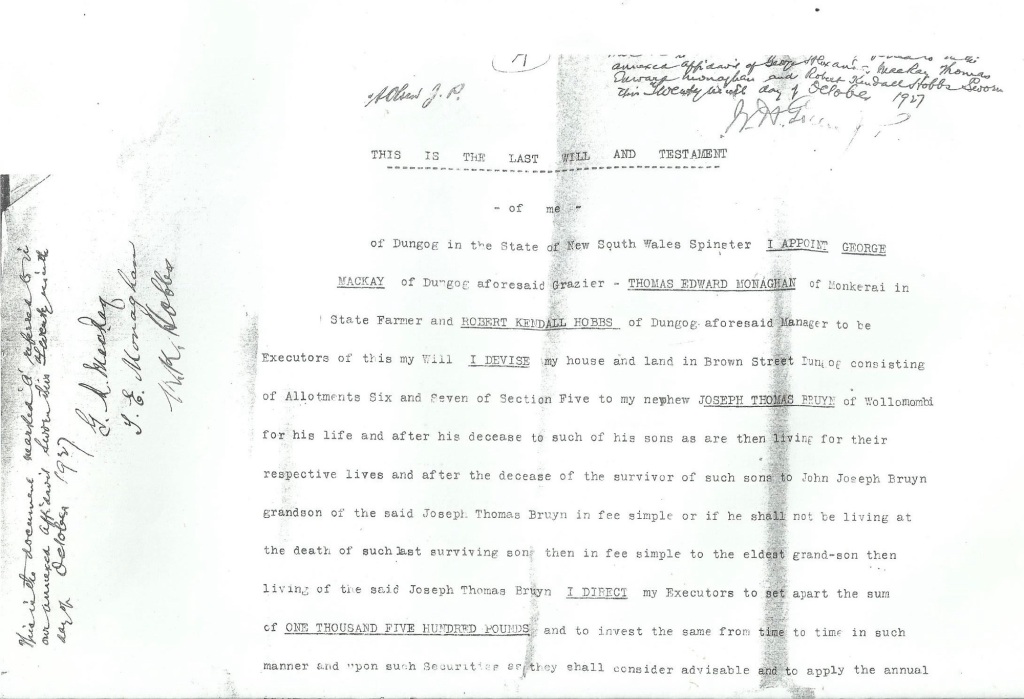 A
annexed affidavit of George Alexander Mackay Thomas
Edward Monaghan and Robert Kendall Hobbs Sworn
this Twenty ninth day of October 1927
J. P.
THIS IS THE LAST WILL AND TESTAMENT
- of me -
of Dungog in the State of New South Wales Spinster I APPOINT GEORGE
MACKAY of Dungog aforesaid Grazier - THOMAS EDWARD MONAGHAN of Monkerai in
State Farmer and ROBERT KENDALL HOBBS of Dungog aforesaid Manager to be
Executors of this my Will I DEVISE my house and land in Brown Street Dungog consisting
of Allotments Six and Seven of Section Five to my nephew JOSEPH THOMAS BRUYN of Wollomombi
for his life and after his decease to such of his sons as are then living for their
respective lives and after the decease of the survivor of such sons to John Joseph Bruyn
grandson of the said Joseph Thomas Bruyn in fee simple or if he shall not be living at
the death of such last surviving son then in fee simple to the eldest grand-son then
living of the said Joseph Thomas Bruyn I DIRECT my Executors to set apart the sum
of ONE THOUSAND FIVE HUNDRED POUNDS and to invest the same from time to time in such
manner and upon such Securities as they shall consider advisable and to apply the annual
This is the document marked "A" referred to in
our annexed affidavit sworn this Twenty ninth
day of October 1927
G. A. Mackay
T. E. Monaghan
R. K. Hobbs